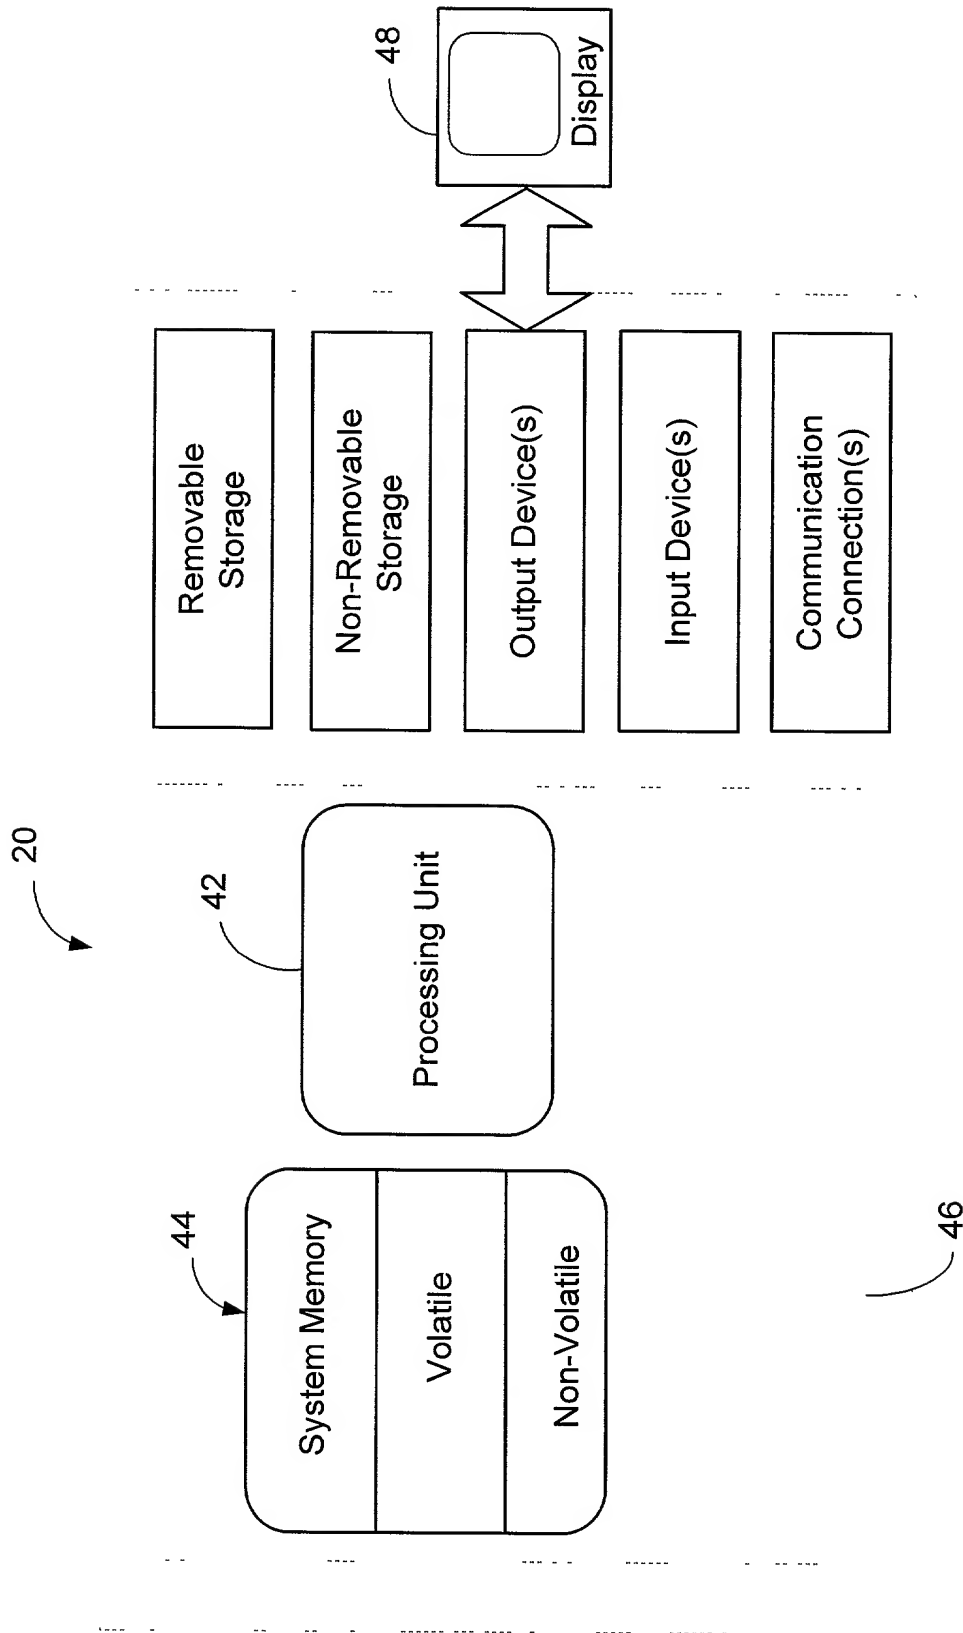 20
44
System Memory
Volatile
Non-Volatile
46
42
Processing Unit
Removable
Storage
Non-Removable
Storage
Output Device(s)
Input Device(s)
Communication
Connection(s)
48
Display